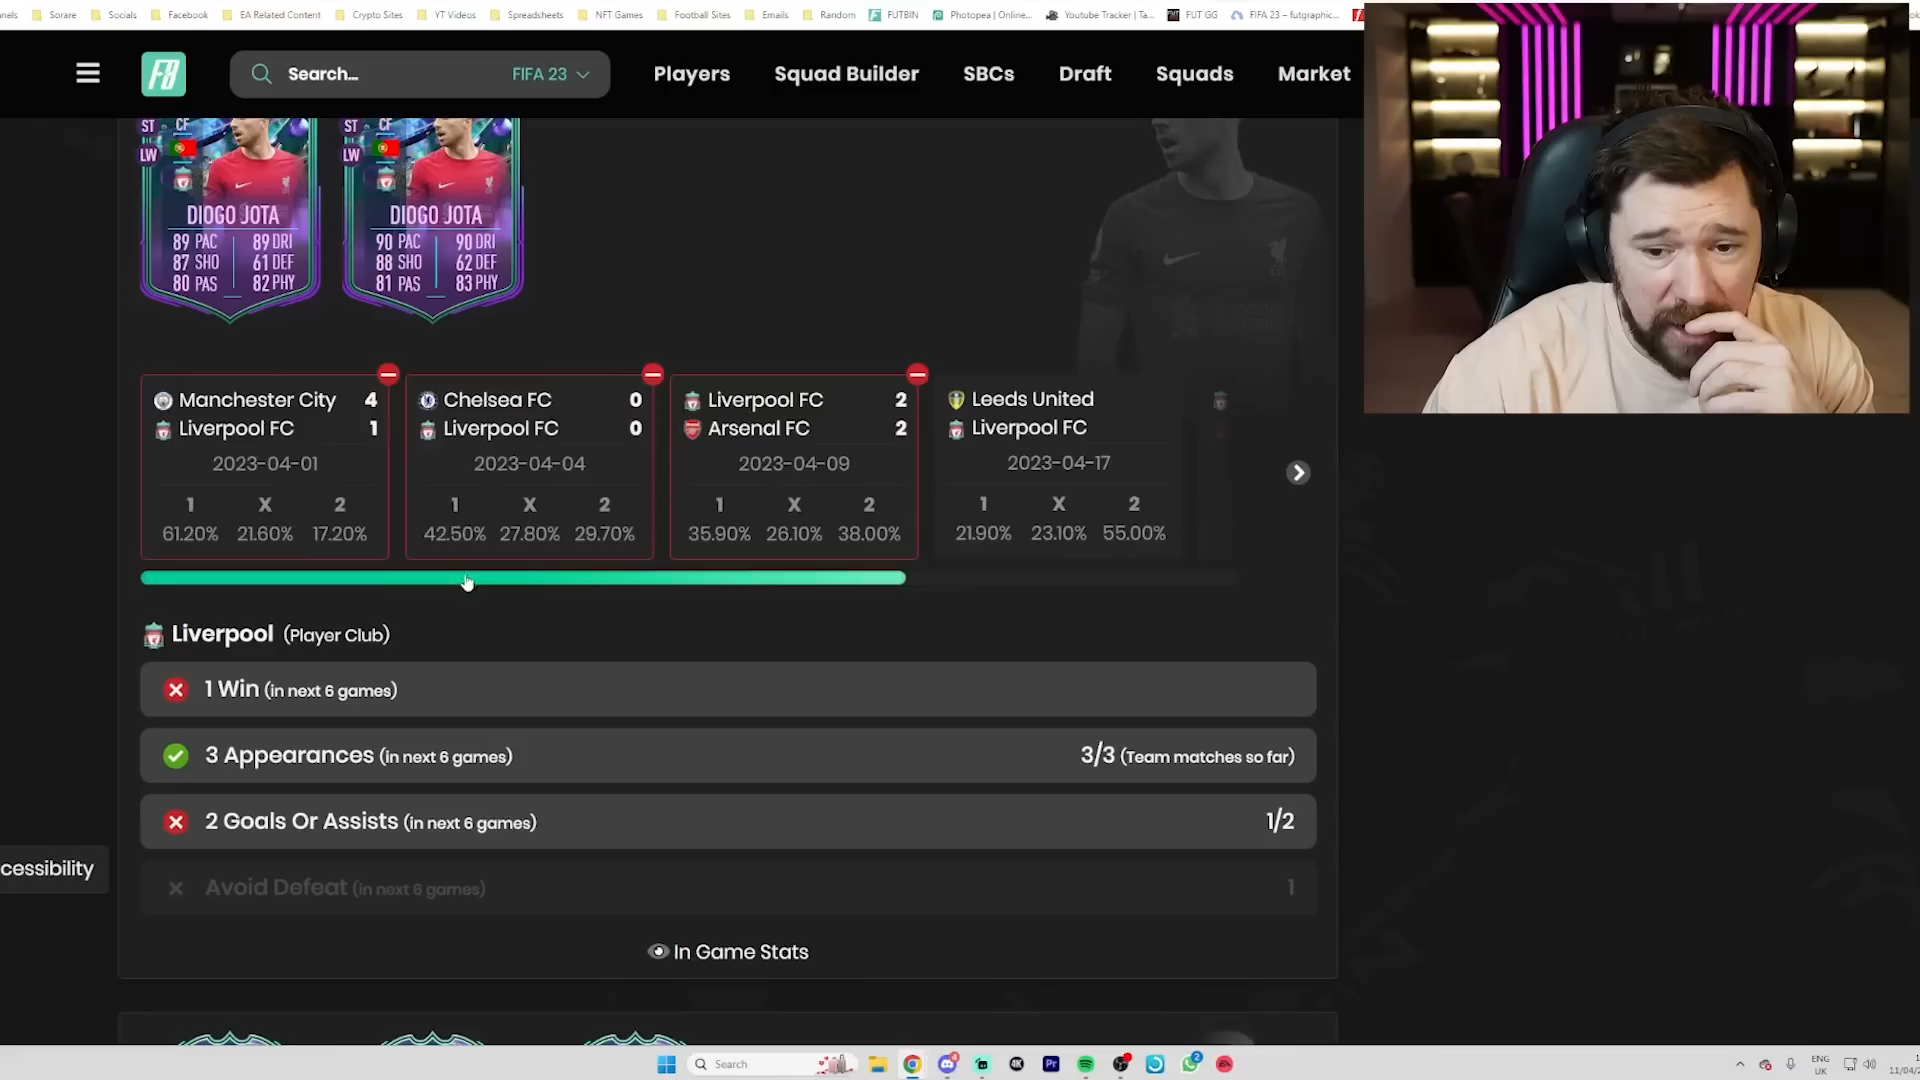 Sorare Socials Facebook EA Related Content Crypto Sites YT Videos Spreadsheets NFT Games Football Sites Emails Random FUTBIN Photopea | Online... Youtube Tracker | Ta... FUT GG FIFA 23 – futgraphic...
Search... FIFA 23 Players Squad Builder SBCs Draft Squads Market
ST CF ST CF
LW LW
DIOGO JOTA DIOGO JOTA
89 PAC 89 DRI 90 PAC 90 DRI
87 SHO 61 DEF 88 SHO 62 DEF
80 PAS 82 PHY 81 PAS 83 PHY
Manchester City 4 Chelsea FC 0 Liverpool FC 2 Leeds United
Liverpool FC 1 Liverpool FC 0 Arsenal FC 2 Liverpool FC
2023-04-01 2023-04-04 2023-04-09 2023-04-17
1 X 2 1 X 2 1 X 2 1 X 2
61.20% 21.60% 17.20% 42.50% 27.80% 29.70% 35.90% 26.10% 38.00% 21.90% 23.10% 55.00%
Liverpool (Player Club)
1 Win (in next 6 games)
3 Appearances (in next 6 games) 3/3 (Team matches so far)
2 Goals Or Assists (in next 6 games) 1/2
cessibility
Avoid Defeat (in next 6 games) 1
In Game Stats
Search 4K Pr 4 2 ENG
UK